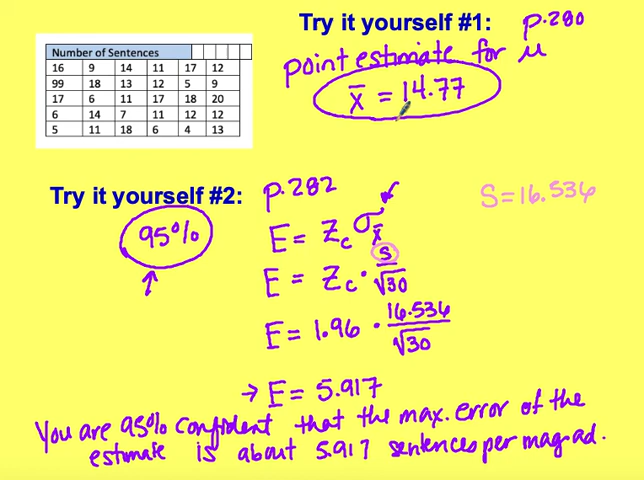 Try it yourself #1: p.280
point estimate for μ
x̄ = 14.77
Number of Sentences
16 9 14 11 17 12
99 18 13 12 5 9
17 6 11 17 18 20
6 14 7 11 12 12
5 11 18 6 4 13
Try it yourself #2: p.282
S=16.536
95%
E = Zc σx̄
E = Zc · s/√30
E = 1.96 · 16.536/√30
→ E = 5.917
You are 95% confident that the max. error of the
estimate is about 5.917 sentences per mag. ad.